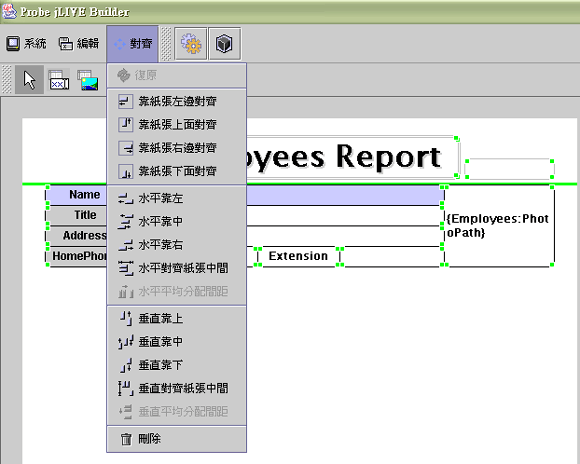 Probe jLIVE Builder
系統 編輯 對齊
復原
靠紙張左邊對齊
靠紙張上面對齊
靠紙張右邊對齊
靠紙張下面對齊
水平靠左
水平靠中
水平靠右
水平對齊紙張中間
水平平均分配間距
垂直靠上
垂直靠中
垂直靠下
垂直對齊紙張中間
垂直平均分配間距
刪除
oyees Report
Name
Title
Address
HomePhon
Extension
{Employees:Phot
oPath}